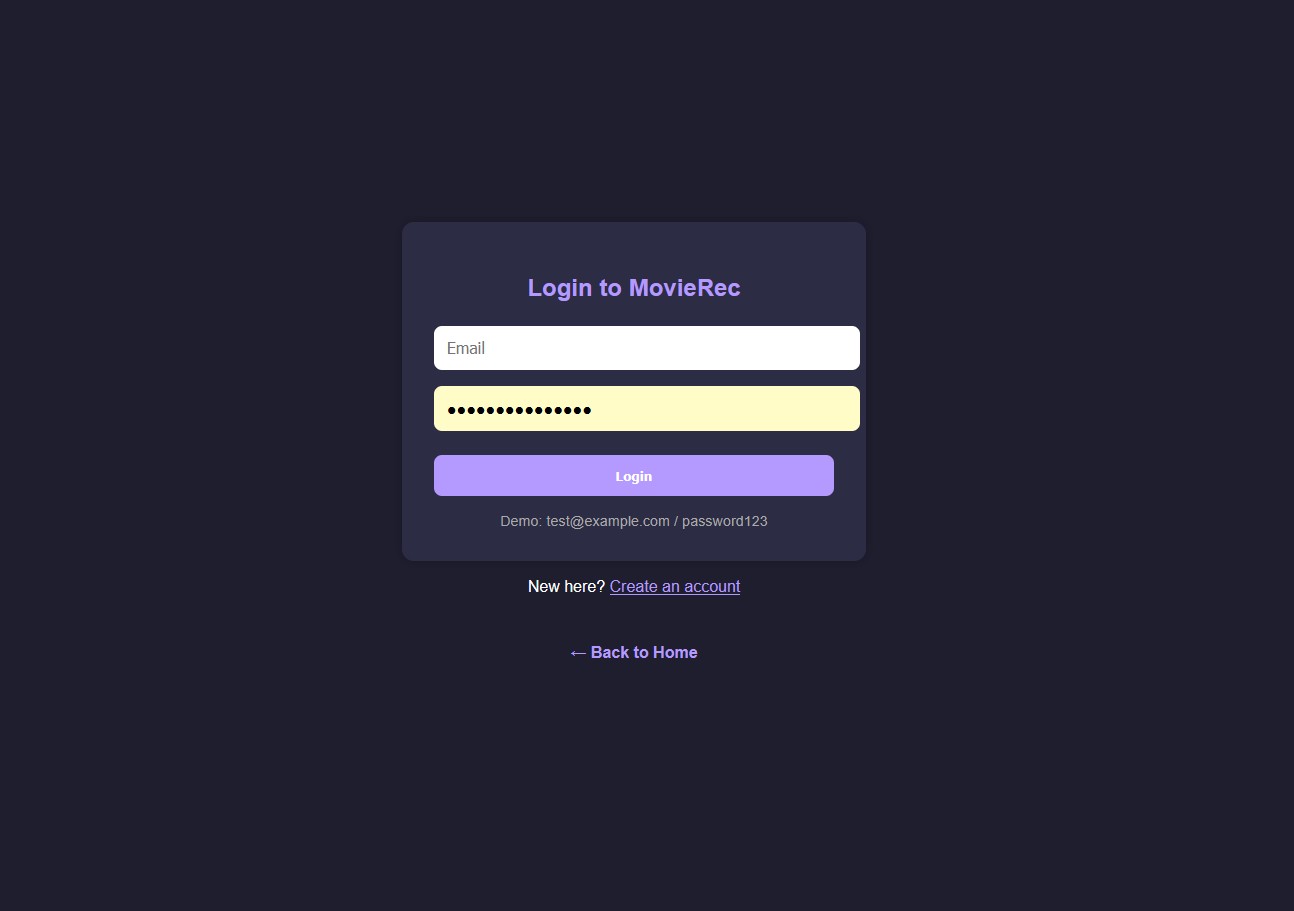 Login to MovieRec
Email
●●●●●●●●●●●●●●●
Login
Demo: test@example.com / password123
New here? Create an account
← Back to Home